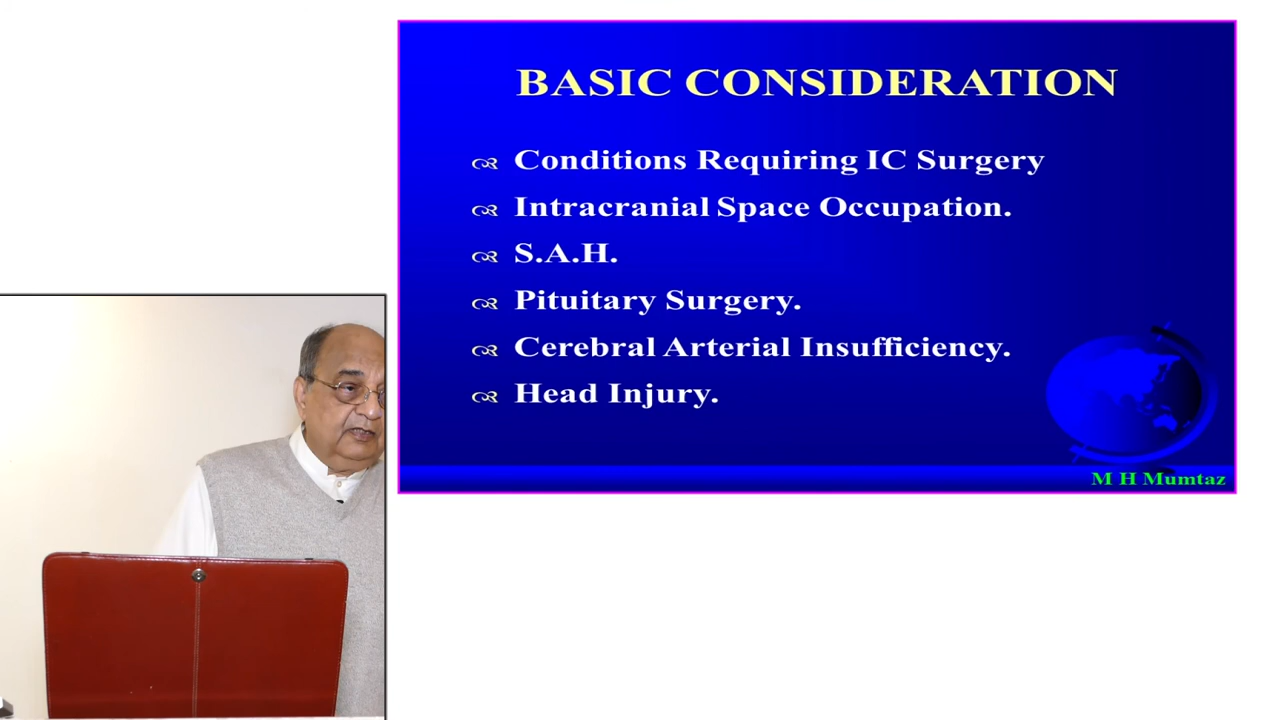 BASIC CONSIDERATION
Conditions Requiring IC Surgery
Intracranial Space Occupation.
S.A.H.
Pituitary Surgery.
Cerebral Arterial Insufficiency.
Head Injury.
M H Mumtaz